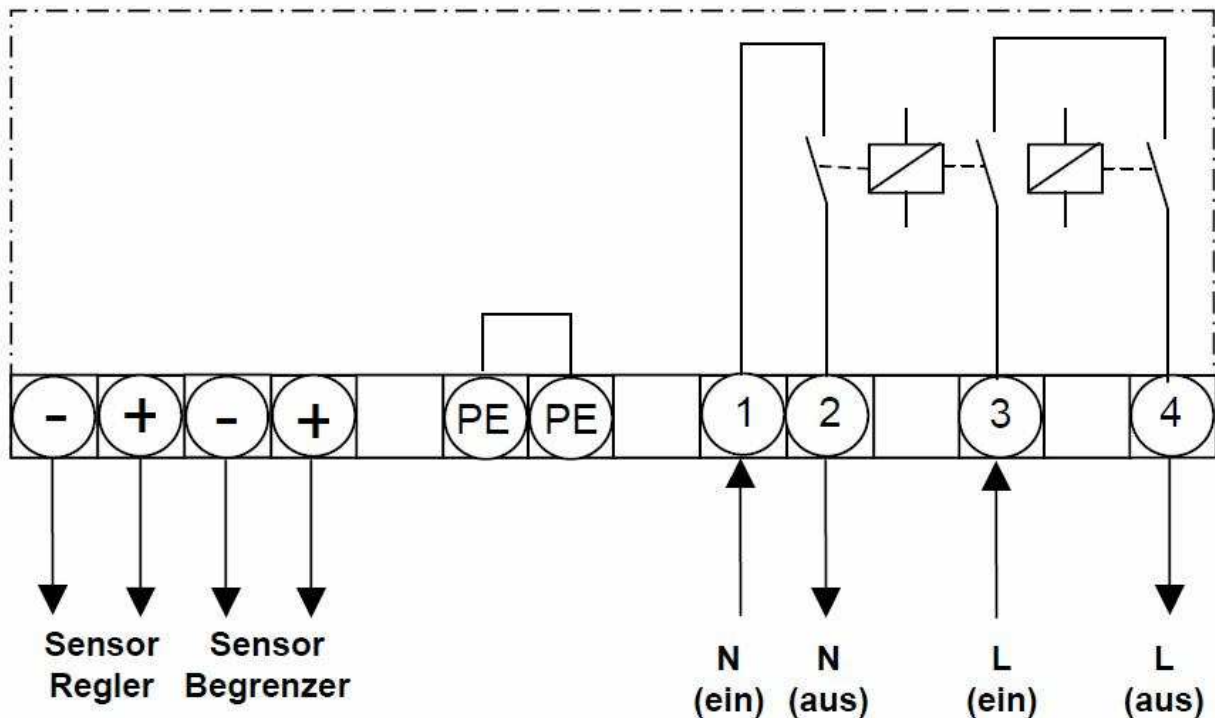 - + - + PE PE 1 2 3 4
Sensor Regler
Sensor Begrenzer
N (ein)
N (aus)
L (ein)
L (aus)